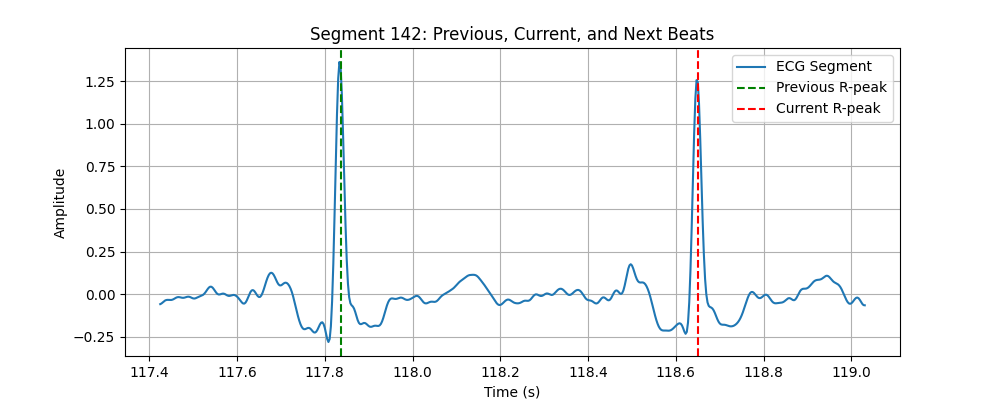 Segment 142: Previous, Current, and Next Beats
ECG Segment
Previous R-peak
Current R-peak
Amplitude
1.25
1.00
0.75
0.50
0.25
0.00
−0.25
117.4 117.6 117.8 118.0 118.2 118.4 118.6 118.8 119.0
Time (s)